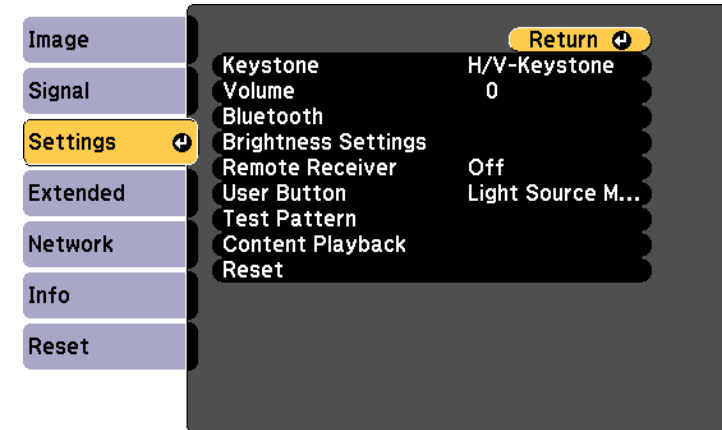 Image
Signal
Settings
Extended
Network
Info
Reset
Return
Keystone H/V-Keystone
Volume 0
Bluetooth
Brightness Settings
Remote Receiver Off
User Button Light Source M...
Test Pattern
Content Playback
Reset